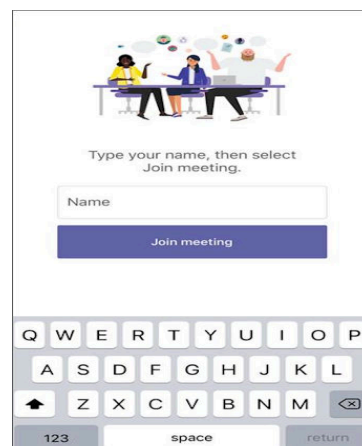 Type your name, then select
Join meeting.
Name
Join meeting
Q W E R T Y U I O P
A S D F G H J K L
Z X C V B N M
123 space return